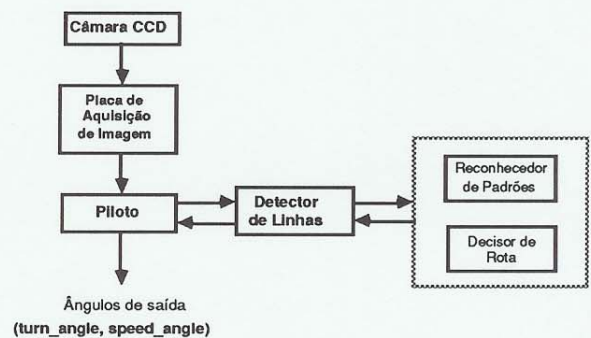 Câmara CCD
Placa de
Aquisição
de Imagem
Piloto
Detector
de Linhas
Reconhecedor
de Padrões
Decisor de
Rota
Ângulos de saída
(turn_angle, speed_angle)